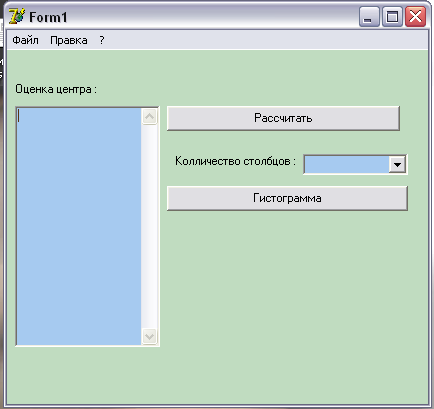 Form1
Файл Правка ?
Оценка центра :
Рассчитать
Колличество столбцов :
Гистограмма